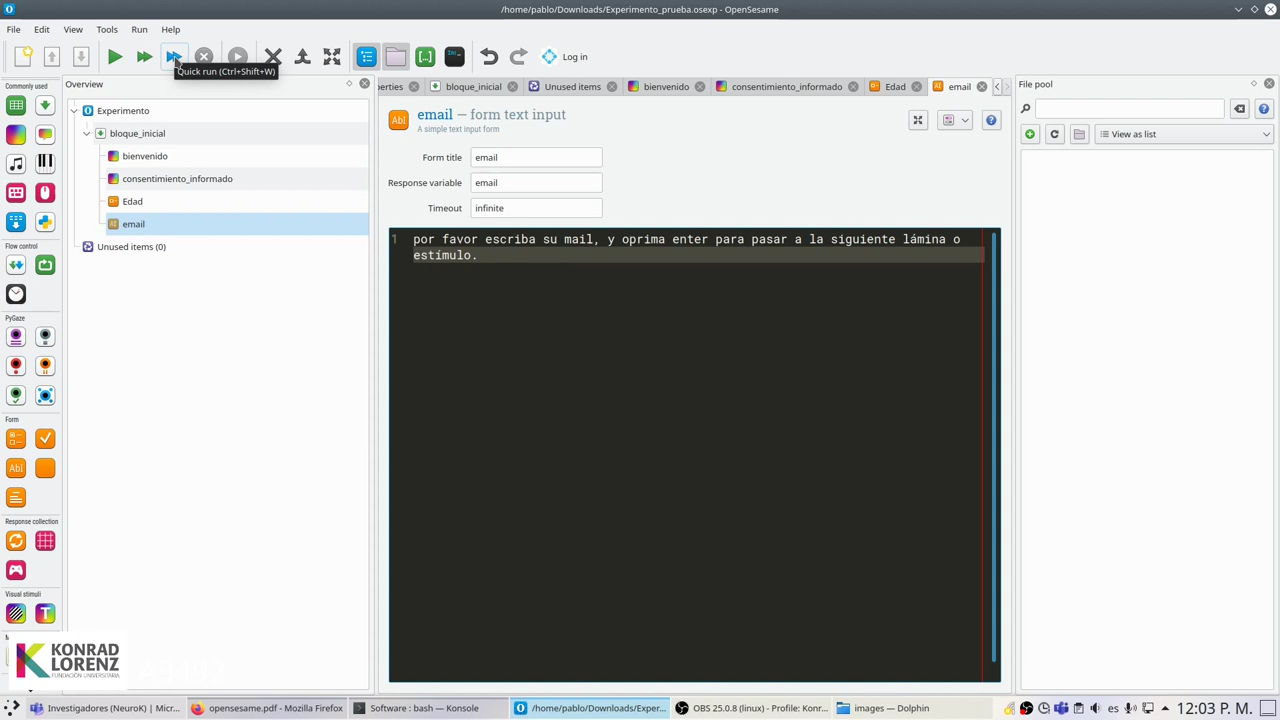 /home/pablo/Downloads/Experimento_prueba.osexp - OpenSesame
File Edit View Tools Run Help
Log in
Quick run (Ctrl+Shift+W)
Overview
erties
bloque_inicial
Unused items
bienvenido
consentimiento_informado
Edad
email
File pool
Commonly used
Experimento
bloque_inicial
bienvenido
consentimiento_informado
Edad
email
Unused items (0)
Flow control
PyGaze
Form
Abl
Response collection
Visual stimuli
Abl
email — form text input
A simple text input form
Form title
email
Response variable
email
Timeout
infinite
1 por favor escriba su mail, y oprima enter para pasar a la siguiente lámina o
estímulo.
View as list
KONRAD
LORENZ
FUNDACIÓN UNIVERSITARIA
Investigadores (NeuroK) | Micr...
opensesame.pdf - Mozilla Firefox
Software : bash — Konsole
/home/pablo/Downloads/Exper...
OBS 25.0.8 (linux) - Profile: Konr...
images — Dolphin
es
12:03 P. M.